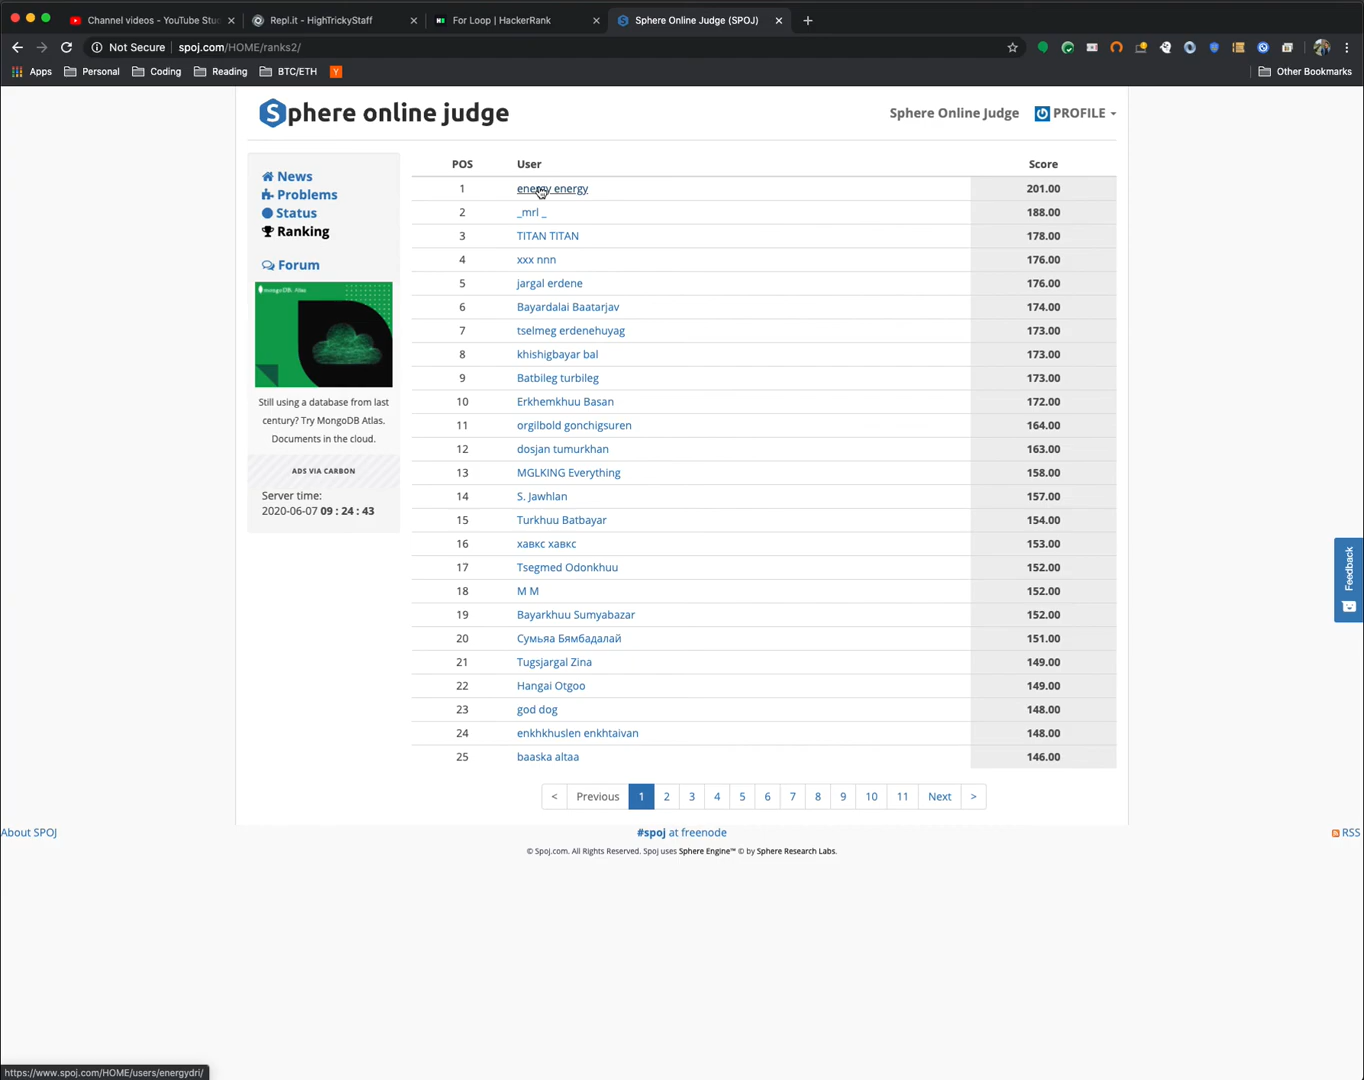 Channel videos - YouTube Stu
Repl.it - HighTrickyStaff
For Loop | HackerRank
Sphere Online Judge (SPOJ)
Not Secure spoj.com/HOME/ranks2/
Apps Personal Coding Reading BTC/ETH Other Bookmarks
Sphere online judge
Sphere Online Judge PROFILE
News
Problems
Status
Ranking
Forum
mongoDB. Atlas
Still using a database from last
century? Try MongoDB Atlas.
Documents in the cloud.
ADS VIA CARBON
Server time:
2020-06-07 09 : 24 : 43
POS User Score
1 energy energy 201.00
2 _mrl _ 188.00
3 TITAN TITAN 178.00
4 xxx nnn 176.00
5 jargal erdene 176.00
6 Bayardalai Baatarjav 174.00
7 tselmeg erdenehuyag 173.00
8 khishigbayar bal 173.00
9 Batbileg turbileg 173.00
10 Erkhemkhuu Basan 172.00
11 orgilbold gonchigsuren 164.00
12 dosjan tumurkhan 163.00
13 MGLKING Everything 158.00
14 S. Jawhlan 157.00
15 Turkhuu Batbayar 154.00
16 хавкс хавкс 153.00
17 Tsegmed Odonkhuu 152.00
18 M M 152.00
19 Bayarkhuu Sumyabazar 152.00
20 Сумьяа Бямбадалай 151.00
21 Tugsjargal Zina 149.00
22 Hangai Otgoo 149.00
23 god dog 148.00
24 enkhkhuslen enkhtaivan 148.00
25 baaska altaa 146.00
< Previous 1 2 3 4 5 6 7 8 9 10 11 Next >
Feedback
About SPOJ #spoj at freenode RSS
© Spoj.com. All Rights Reserved. Spoj uses Sphere Engine™ © by Sphere Research Labs.
https://www.spoj.com/HOME/users/energydri/